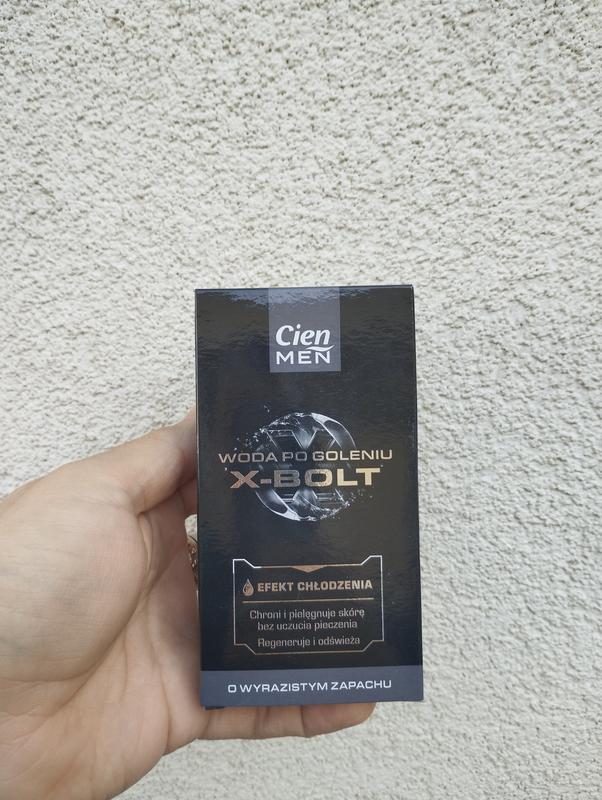 Cien
MEN
WODA PO GOLENIU
X-BOLT
EFEKT CHŁODZENIA
Chroni i pielęgnuje skórę
bez uczucia pieczenia
Regeneruje i odświeża
O WYRAZISTYM ZAPACHU